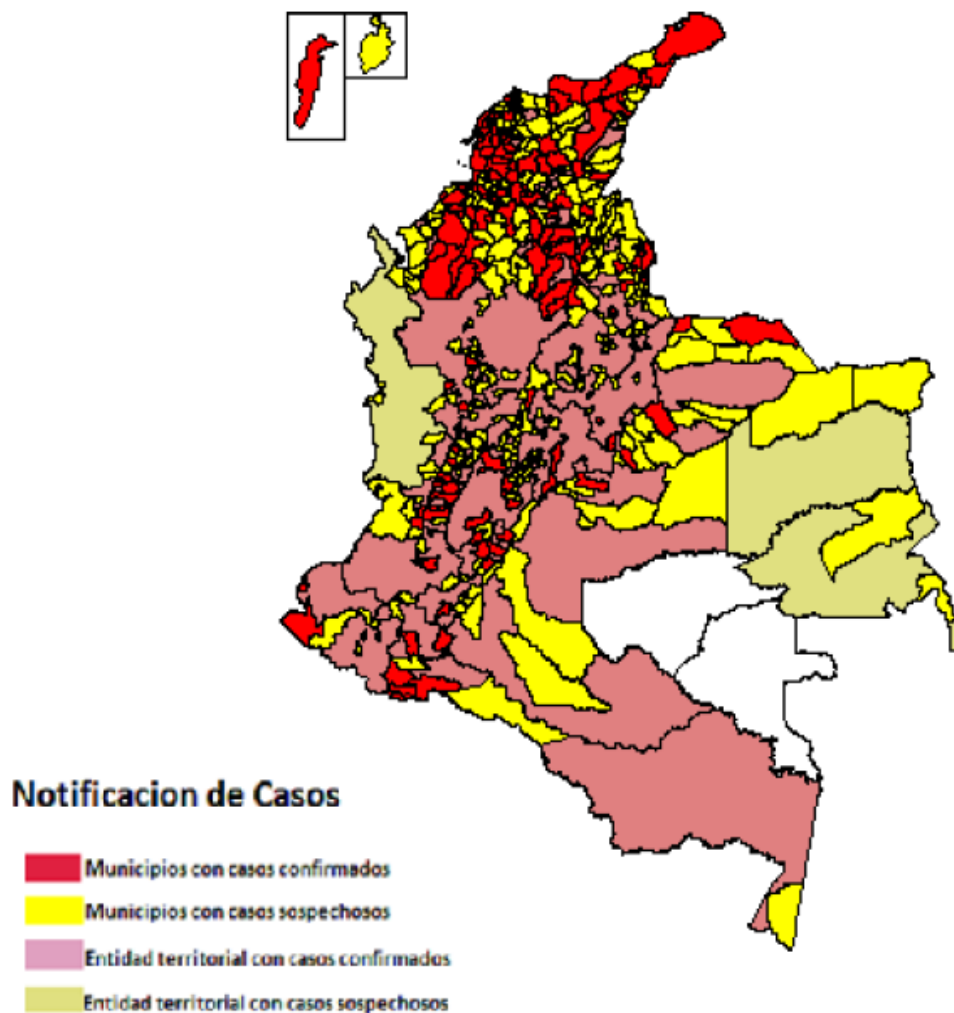 Notificacion de Casos
Municipios con casos confirmados
Municipios con casos sospechosos
Entidad territorial con casos confirmados
Entidad territorial con casos sospechosos